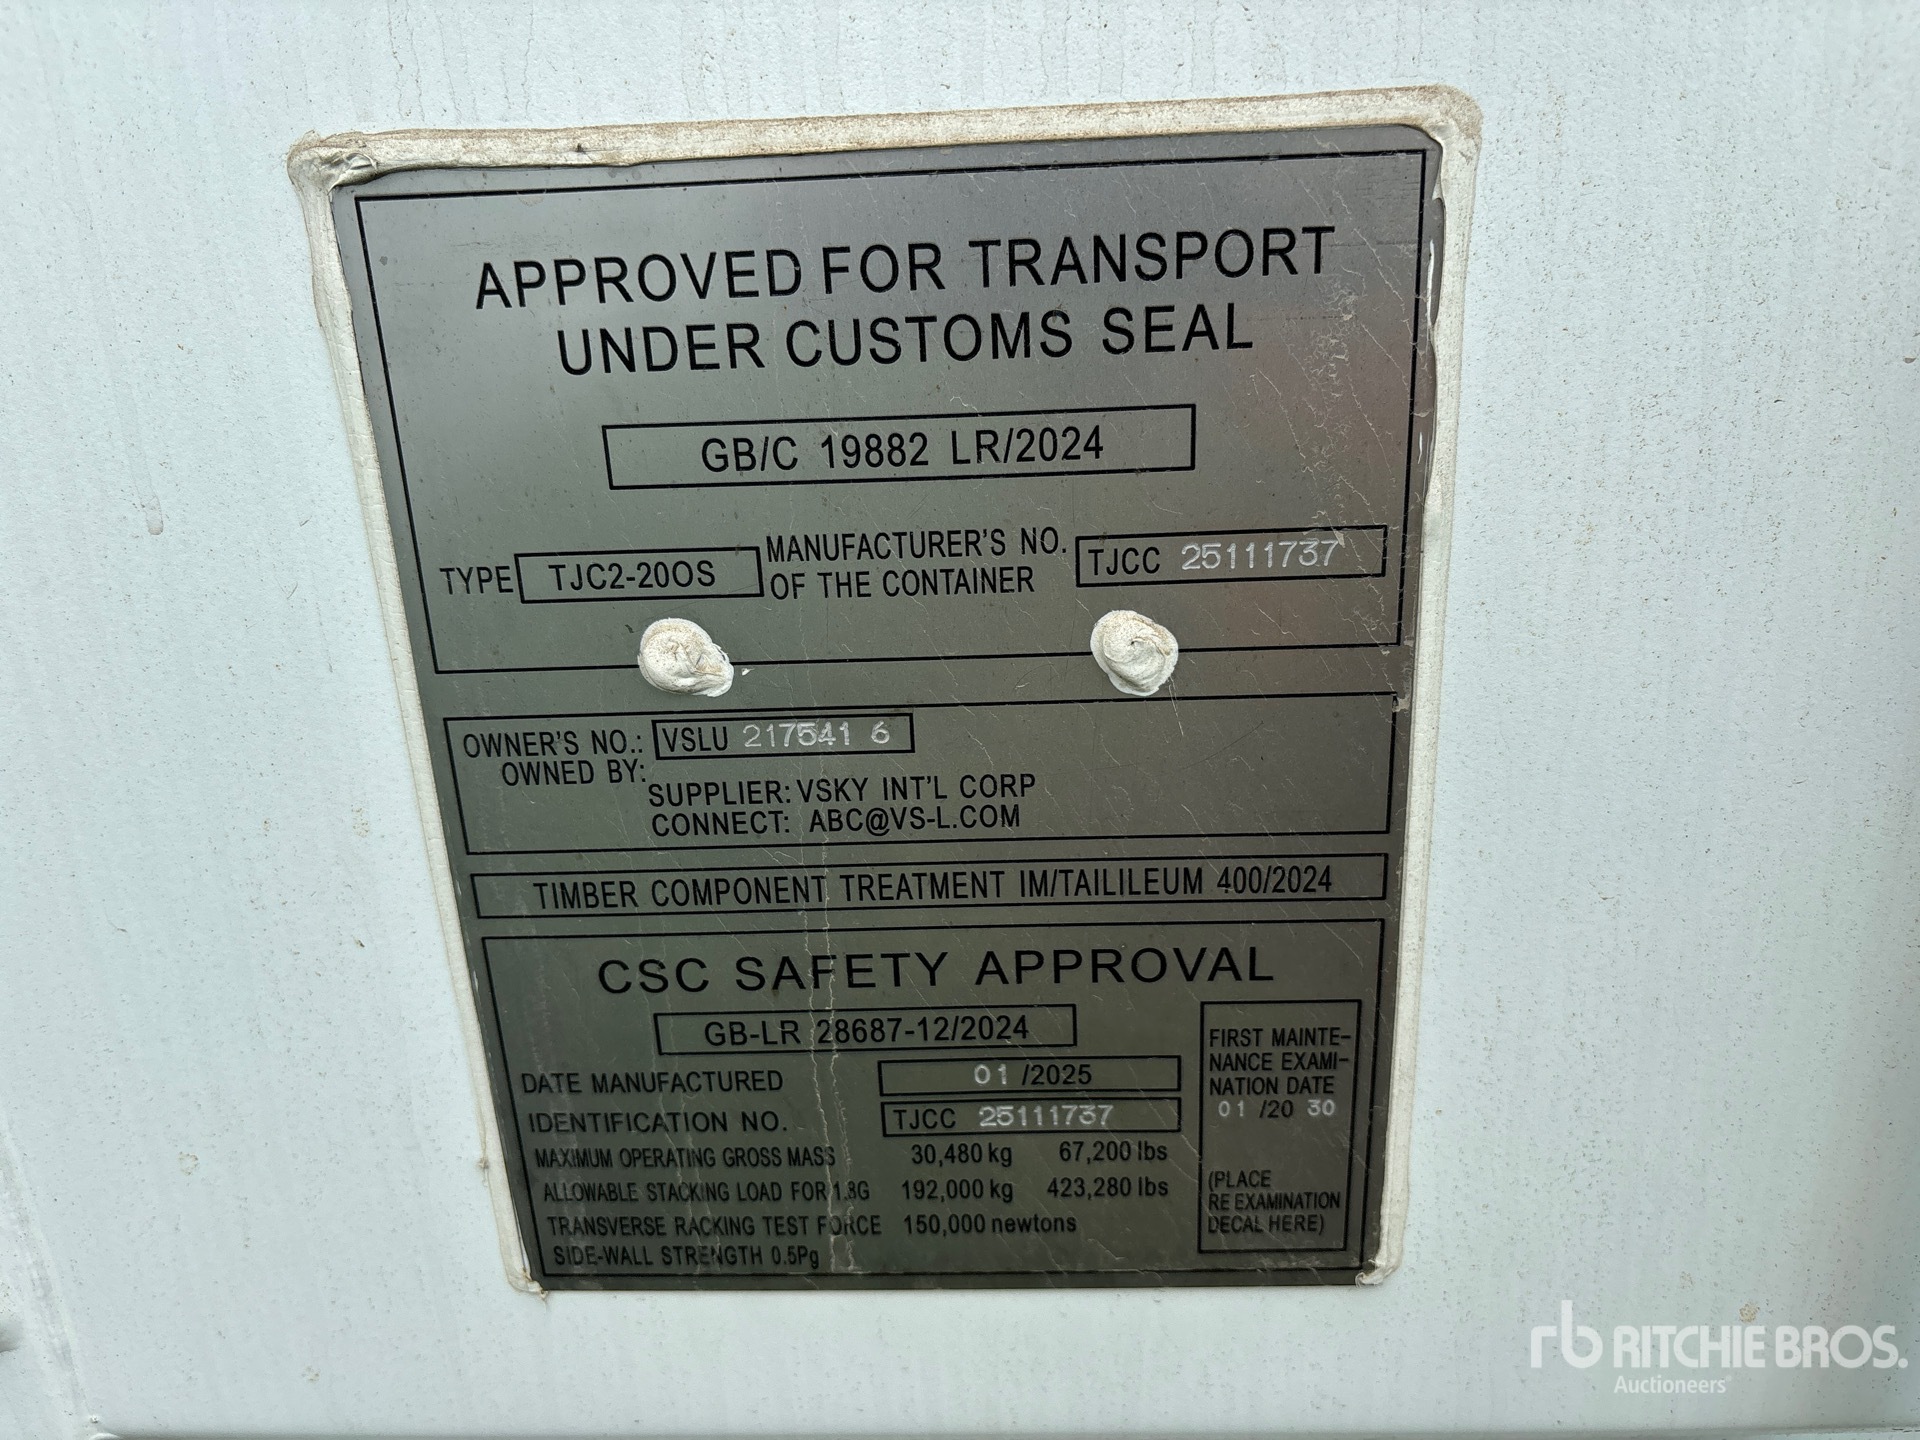 APPROVED FOR TRANSPORT
UNDER CUSTOMS SEAL
GB/C 19882 LR/2024
TYPE TJC2-20OS MANUFACTURER'S NO. OF THE CONTAINER TJCC 25111737
OWNER'S NO.: VSLU 217541 6
OWNED BY:
SUPPLIER: VSKY INT'L CORP
CONNECT: ABC@VS-L.COM
TIMBER COMPONENT TREATMENT IM/TAILILEUM 400/2024
CSC SAFETY APPROVAL
GB-LR 28687-12/2024
DATE MANUFACTURED 01 /2025
IDENTIFICATION NO. TJCC 25111737
MAXIMUM OPERATING GROSS MASS 30,480 kg 67,200 lbs
ALLOWABLE STACKING LOAD FOR 1.8G 192,000 kg 423,280 lbs
TRANSVERSE RACKING TEST FORCE 150,000 newtons
SIDE-WALL STRENGTH 0.5Pg
FIRST MAINTE-
NANCE EXAMI-
NATION DATE
01 /20 30
(PLACE
RE EXAMINATION
DECAL HERE)
rb RITCHIE BROS.
Auctioneers